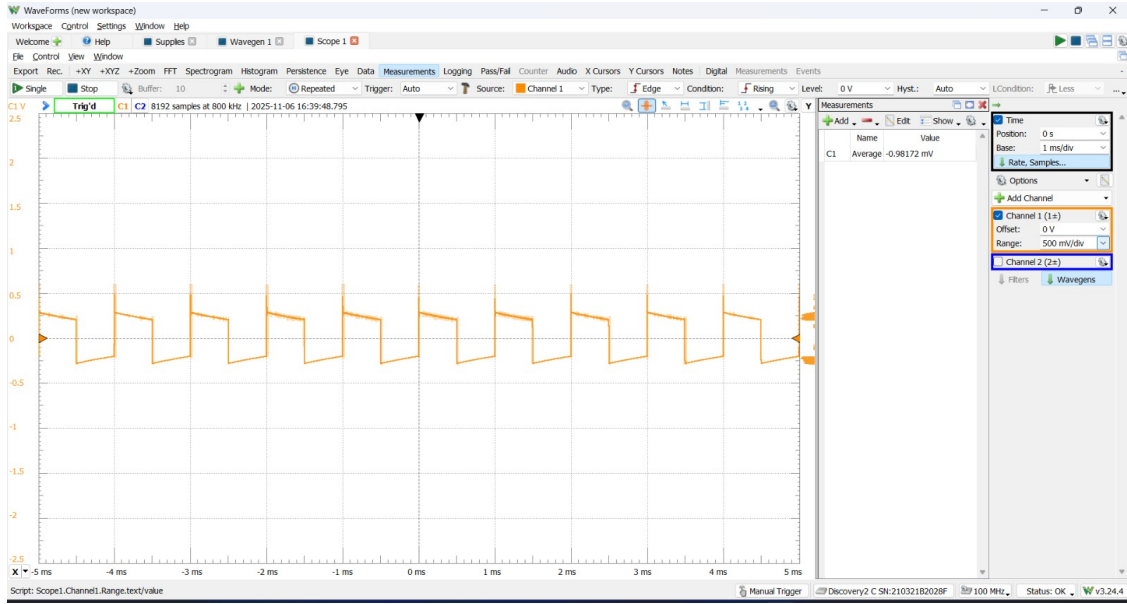 WaveForms (new workspace)
Workspace Control Settings Window Help
Welcome Help Supplies Wavegen 1 Scope 1
File Control View Window
Export Rec. +XY +XYZ +Zoom FFT Spectrogram Histogram Persistence Eye Data Measurements Logging Pass/Fail Counter Audio X Cursors Y Cursors Notes Digital Measurements Events
Single Stop Buffer: 10 Mode: Repeated Trigger: Auto Source: Channel 1 Type: Edge Condition: Rising Level: 0 V Hyst.: Auto LCondition: Less ...
C1 V Trig'd C1 C2 8192 samples at 800 kHz | 2025-11-06 16:39:48.795 Y
2.5
2
1.5
1
0.5
0
-0.5
-1
-1.5
-2
-2.5
X -5 ms -4 ms -3 ms -2 ms -1 ms 0 ms 1 ms 2 ms 3 ms 4 ms 5 ms
Measurements
Add Edit Show
Name Value
C1 Average -0.98172 mV
Time
Position: 0 s
Base: 1 ms/div
Rate, Samples...
Options
Add Channel
Channel 1 (1±)
Offset: 0 V
Range: 500 mV/div
Channel 2 (2±)
Filters Wavegens
Script: Scope1.Channel1.Range.text/value
Manual Trigger Discovery2 C SN:210321B2028F 100 MHz Status: OK v3.24.4